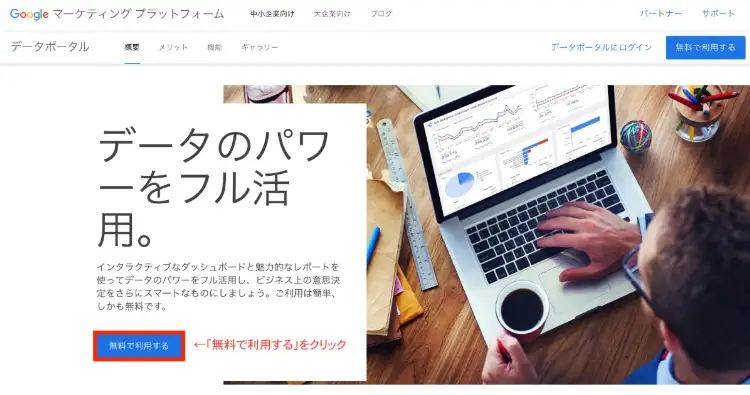 Google マーケティング プラットフォーム 中小企業向け 大企業向け ブログ パートナー サポート
データポータル 概要 メリット 機能 ギャラリー データポータルにログイン 無料で利用する
データのパワ
ーをフル活
用。
インタラクティブなダッシュボードと魅力的なレポートを
使ってデータのパワーをフル活用し、ビジネス上の意思決
定をさらにスマートなものにしましょう。ご利用は簡単、
しかも無料です。
無料で利用する ←「無料で利用する」をクリック